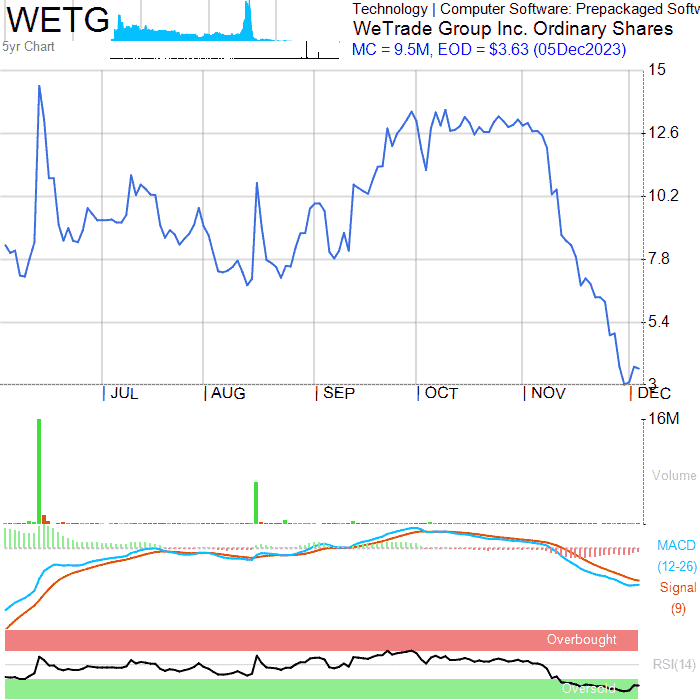 WETG
Technology | Computer Software: Prepackaged Softw
WeTrade Group Inc. Ordinary Shares
MC = 9.5M, EOD = $3.63 (05Dec2023)
5yr Chart
15
12.6
10.2
7.8
5.4
3
JUL AUG SEP OCT NOV DEC
16M
Volume
MACD
(12-26)
Signal
(9)
Overbought
RSI(14)
Oversold